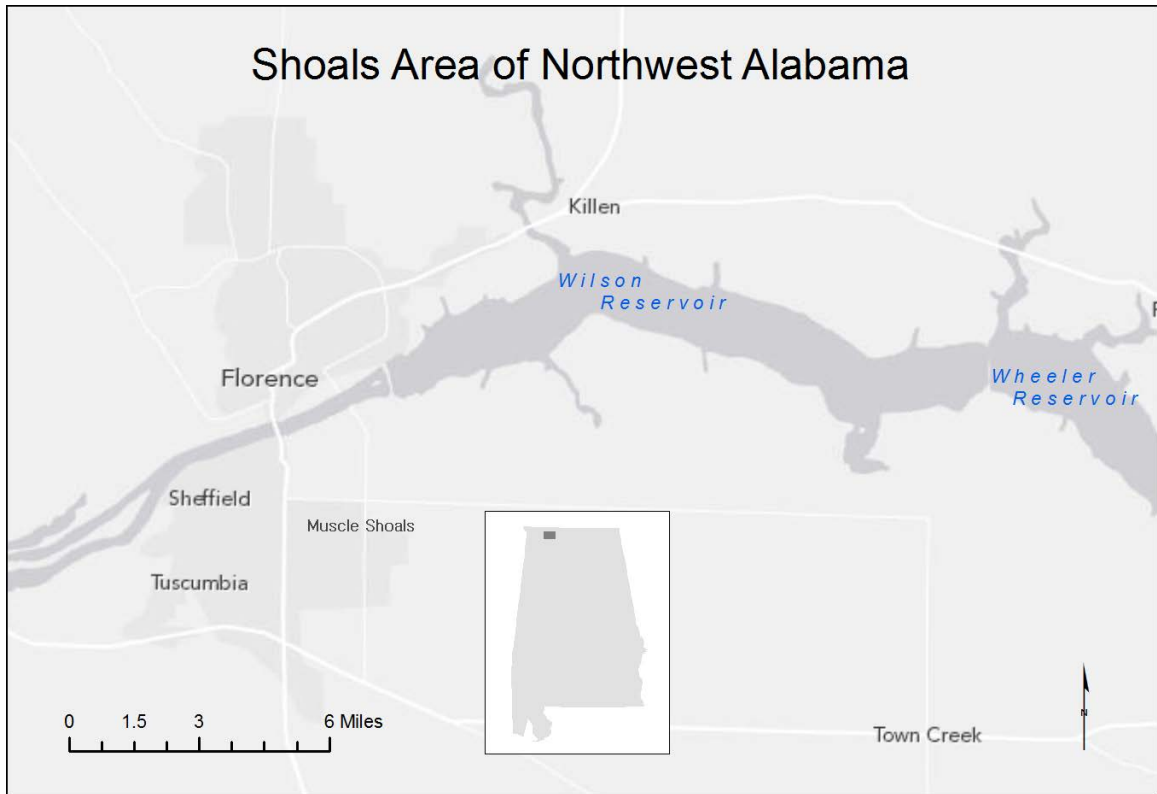 Shoals Area of Northwest Alabama
Killen
Wilson
Reservoir
Wheeler
Reservoir
Florence
Sheffield
Muscle Shoals
Tuscumbia
0 1.5 3 6 Miles
N
Town Creek